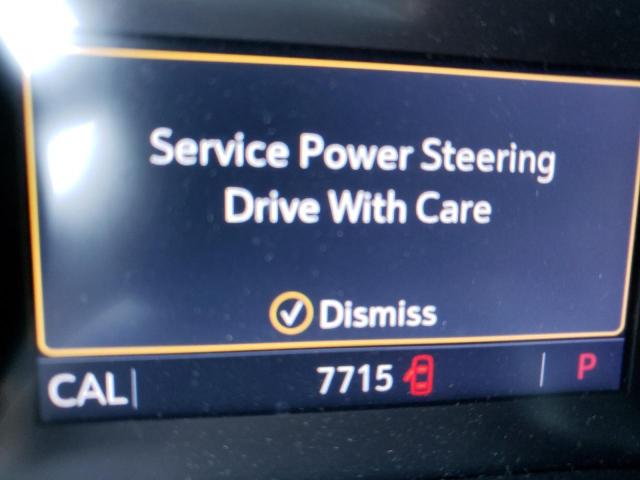 Service Power Steering
Drive With Care
Dismiss
CAL 7715 P